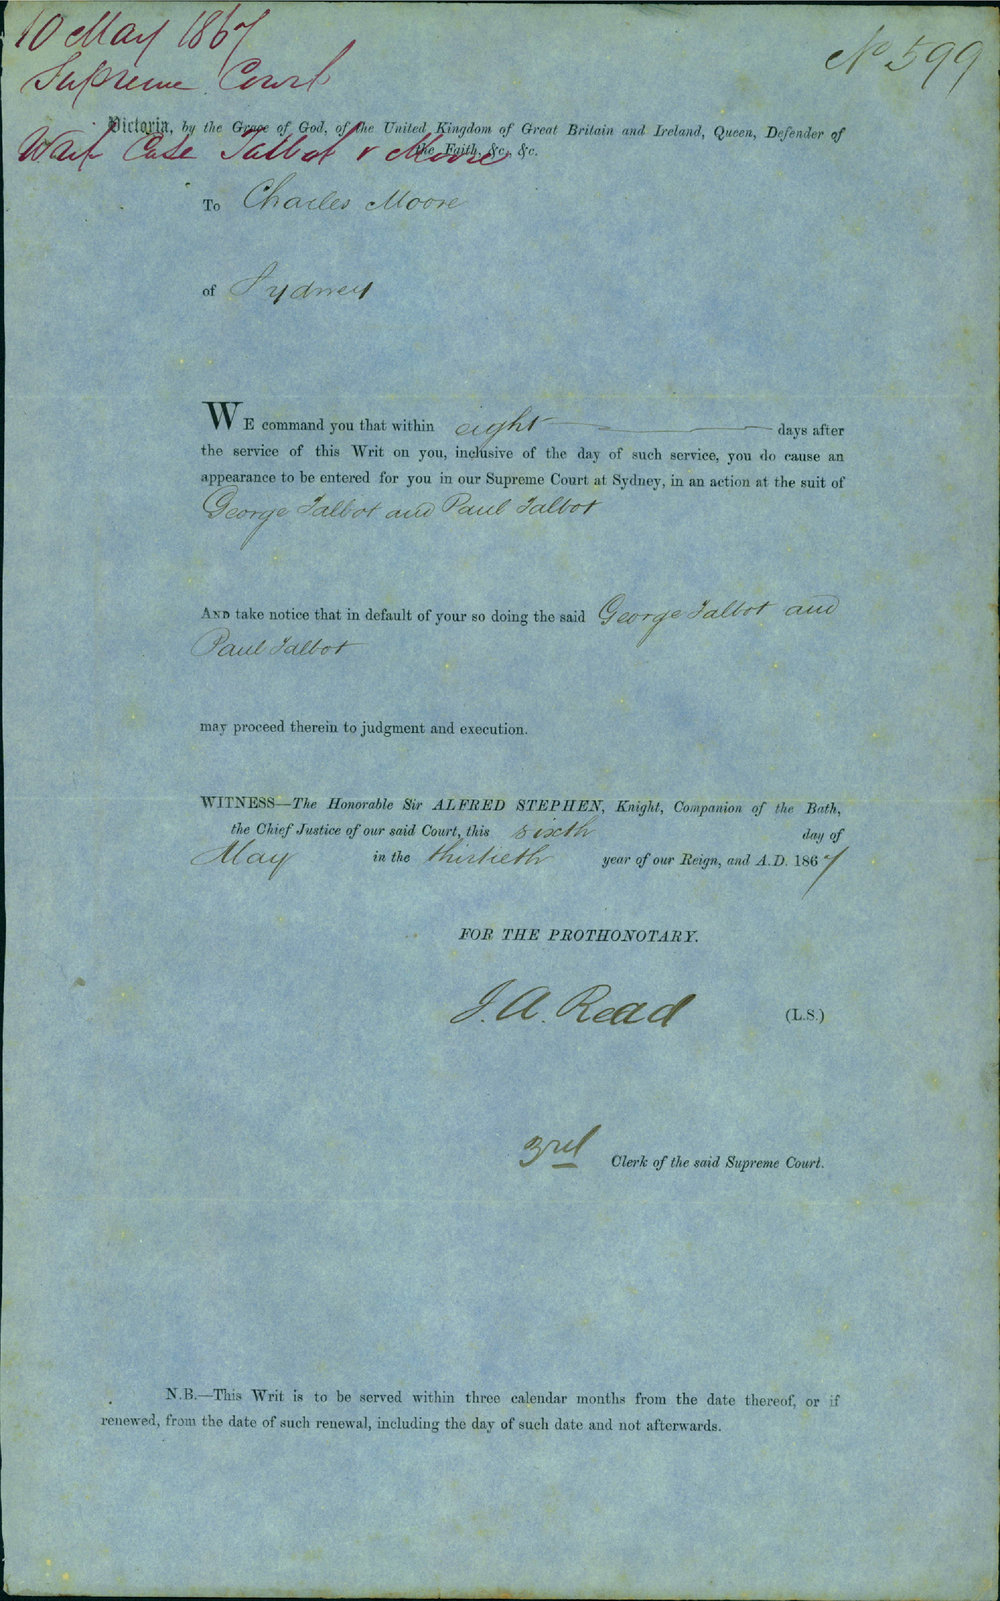 10 May 1867
Supreme Court
No 599
Victoria, by the Grace of God, of the United Kingdom of Great Britain and Ireland, Queen, Defender of
the Faith, &c., &c.
Writ Case Talbot v Moore
To Charles Moore
of Sydney
WE command you that within eight days after
the service of this Writ on you, inclusive of the day of such service, you do cause an
appearance to be entered for you in our Supreme Court at Sydney, in an action at the suit of
George Talbot and Paul Talbot
AND take notice that in default of your so doing the said George Talbot and
Paul Talbot
may proceed therein to judgment and execution.
WITNESS—The Honorable Sir ALFRED STEPHEN, Knight, Companion of the Bath,
the Chief Justice of our said Court, this sixth day of
May in the thirtieth year of our Reign, and A.D. 1867
FOR THE PROTHONOTARY.
J. A. Read (L.S.)
3rd Clerk of the said Supreme Court.
N.B.—This Writ is to be served within three calendar months from the date thereof, or if
renewed, from the date of such renewal, including the day of such date and not afterwards.